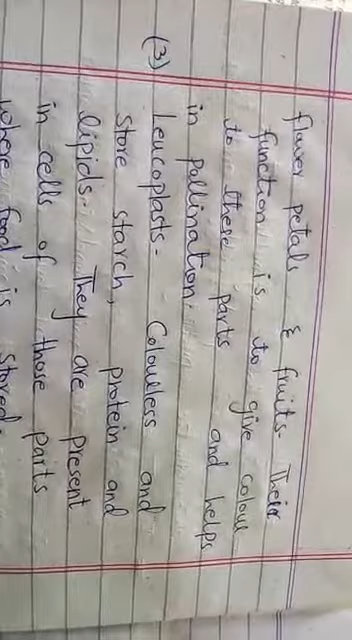 flower petals & fruits. Their
function is to give colour
to these parts and helps
in pollination.
(3) Leucoplasts- Colourless and
store starch, protein and
lipids. They are present
in cells of those parts
where food is stored.